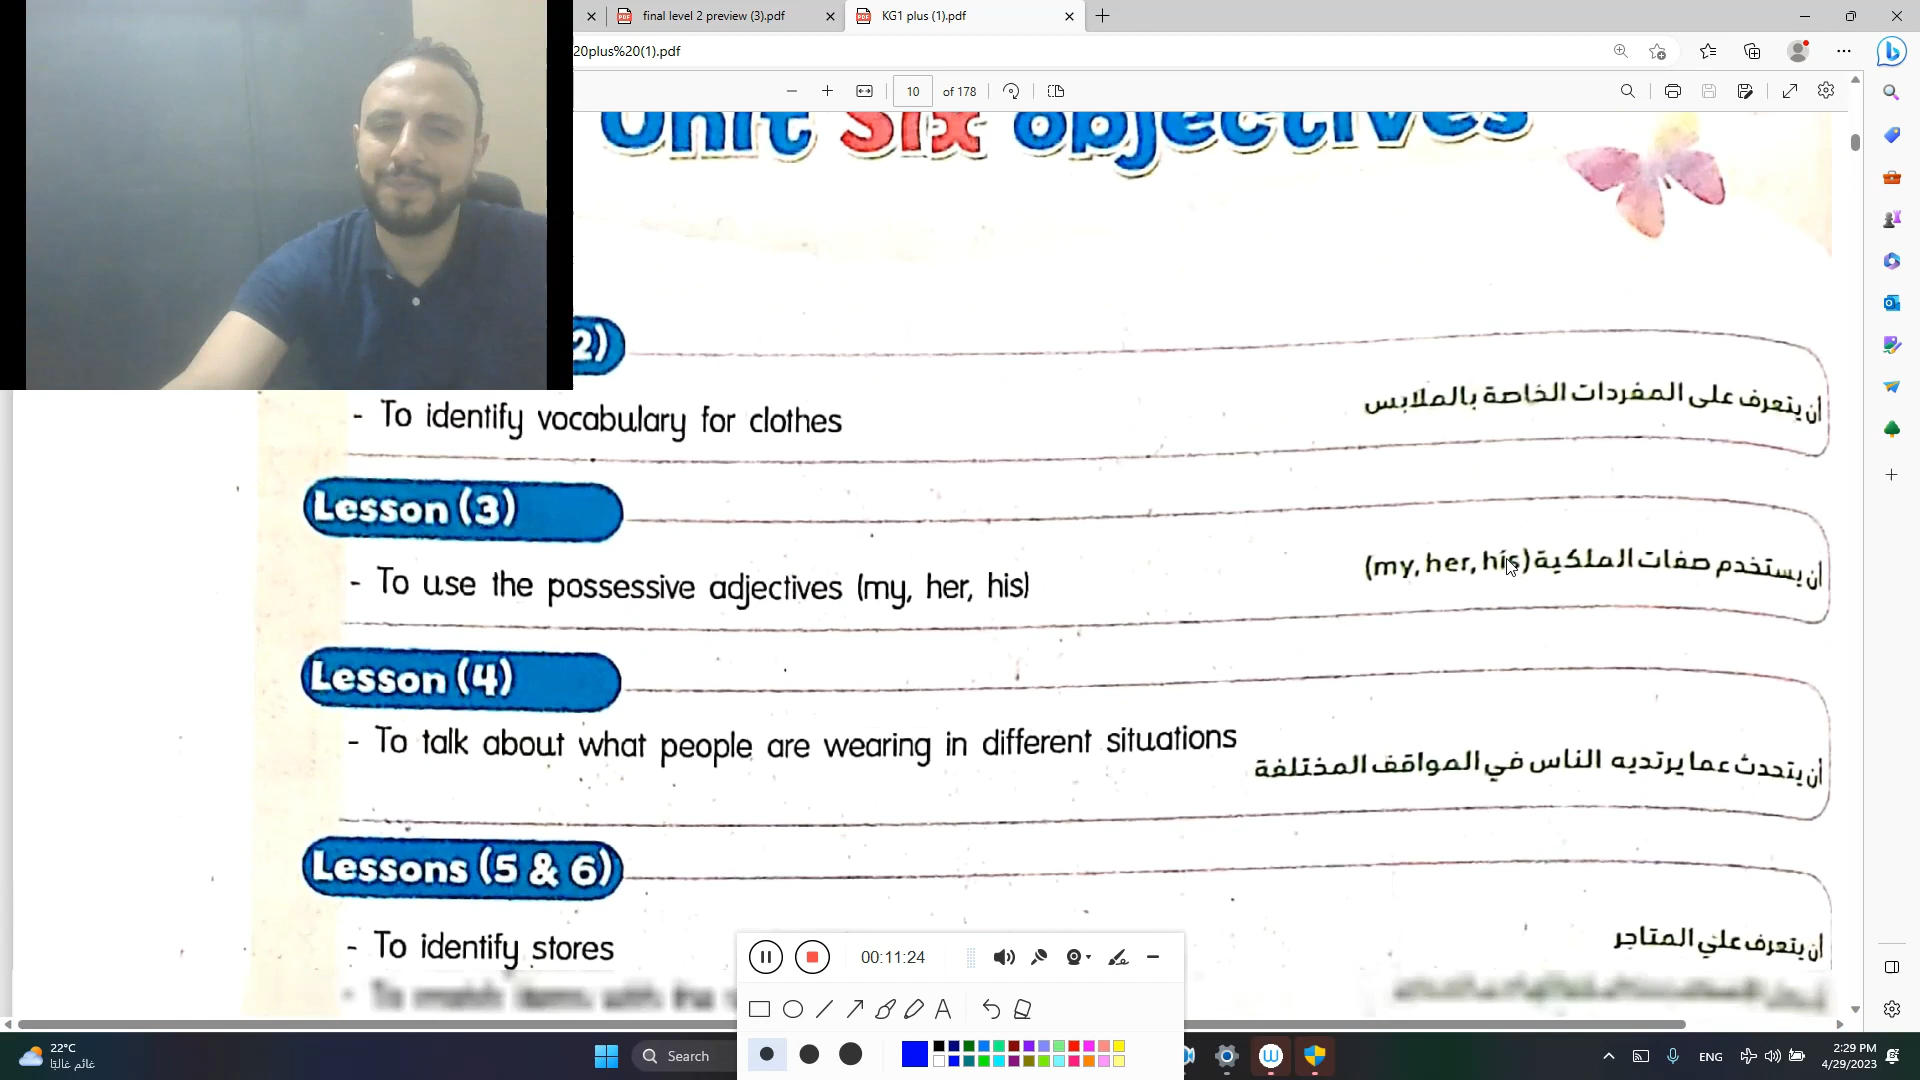 final level 2 preview (3).pdf
KG1 plus (1).pdf
20plus%20(1).pdf
10 of 178
Unit Six objectives
2)
- To identify vocabulary for clothes
أن يتعرف على المفردات الخاصة بالملابس
Lesson (3)
- To use the possessive adjectives (my, her, his)
أن يستخدم صفات الملكية (my, her, his)
Lesson (4)
- To talk about what people are wearing in different situations
أن يتحدث عما يرتديه الناس في المواقف المختلفة
Lessons (5 & 6)
- To identify stores
أن يتعرف علي المتاجر
00:11:24
A
22°C
غائم غالبًا
Search
ENG
2:29 PM
4/29/2023